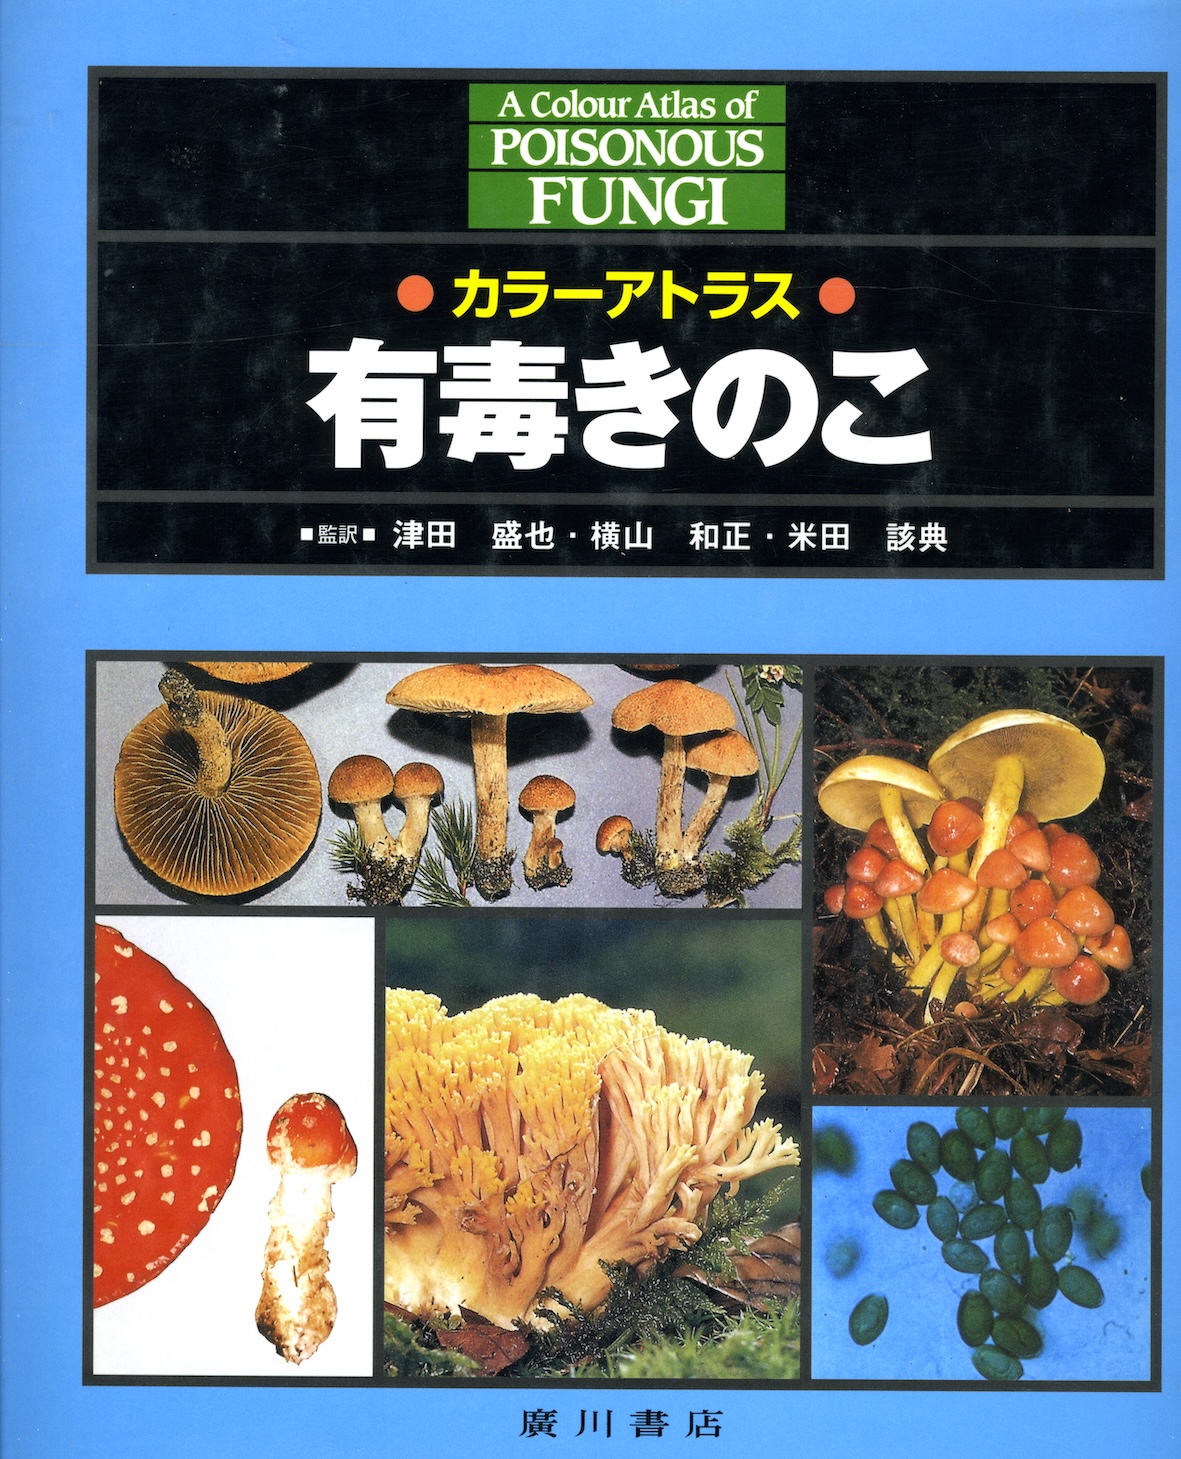 A Colour Atlas of
POISONOUS
FUNGI
●カラーアトラス●
有毒きのこ
■監訳■ 津田 盛也・横山 和正・米田 該典
廣川書店